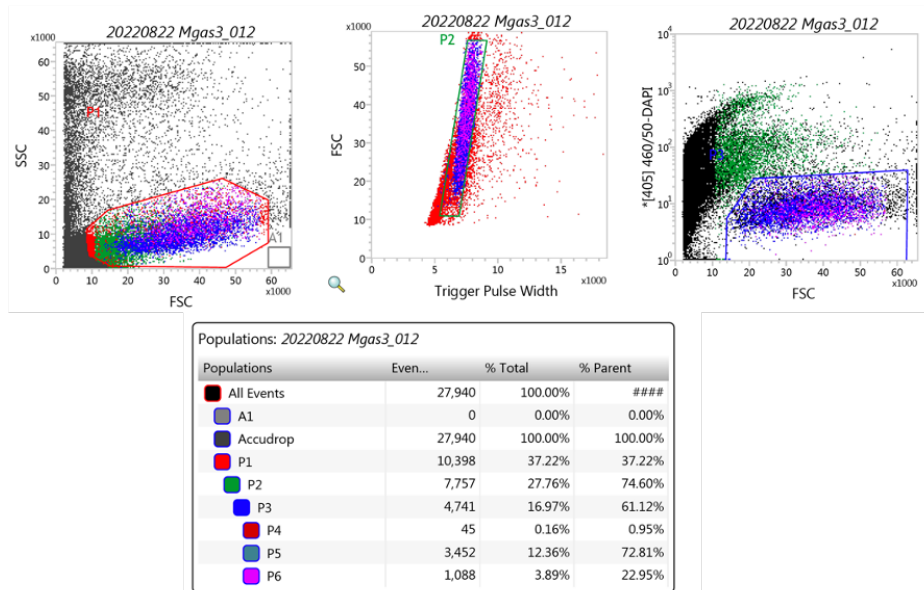 20220822 Mgas3_012
x1000
60
50
40
30
20
10
0
SSC
P1
A1
0 10 20 30 40 50 60
x1000
FSC
20220822 Mgas3_012
x1000
50
40
30
20
10
0
FSC
P2
0 5 10 15
x1000
Trigger Pulse Width
20220822 Mgas3_012
10^4
10^3
10^2
10^1
10^0
*[405] 460/50-DAPI
P3
0 10 20 30 40 50 60
x1000
FSC
Populations: 20220822 Mgas3_012
Populations Even... % Total % Parent
All Events 27,940 100.00% ####
A1 0 0.00% 0.00%
Accudrop 27,940 100.00% 100.00%
P1 10,398 37.22% 37.22%
P2 7,757 27.76% 74.60%
P3 4,741 16.97% 61.12%
P4 45 0.16% 0.95%
P5 3,452 12.36% 72.81%
P6 1,088 3.89% 22.95%